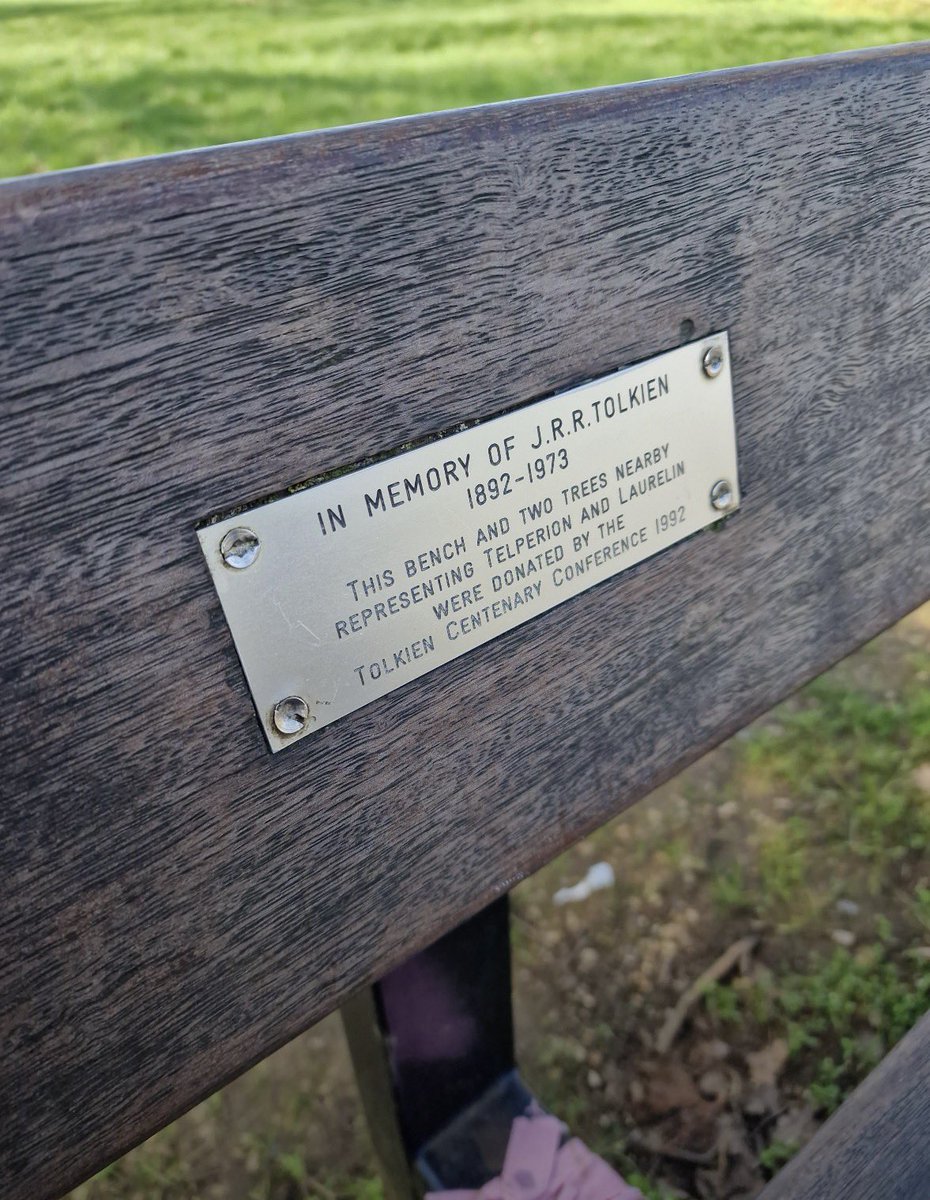 IN MEMORY OF J.R.R.TOLKIEN
1892-1973
THIS BENCH AND TWO TREES NEARBY
REPRESENTING TELPERION AND LAURELIN
WERE DONATED BY THE
TOLKIEN CENTENARY CONFERENCE 1992